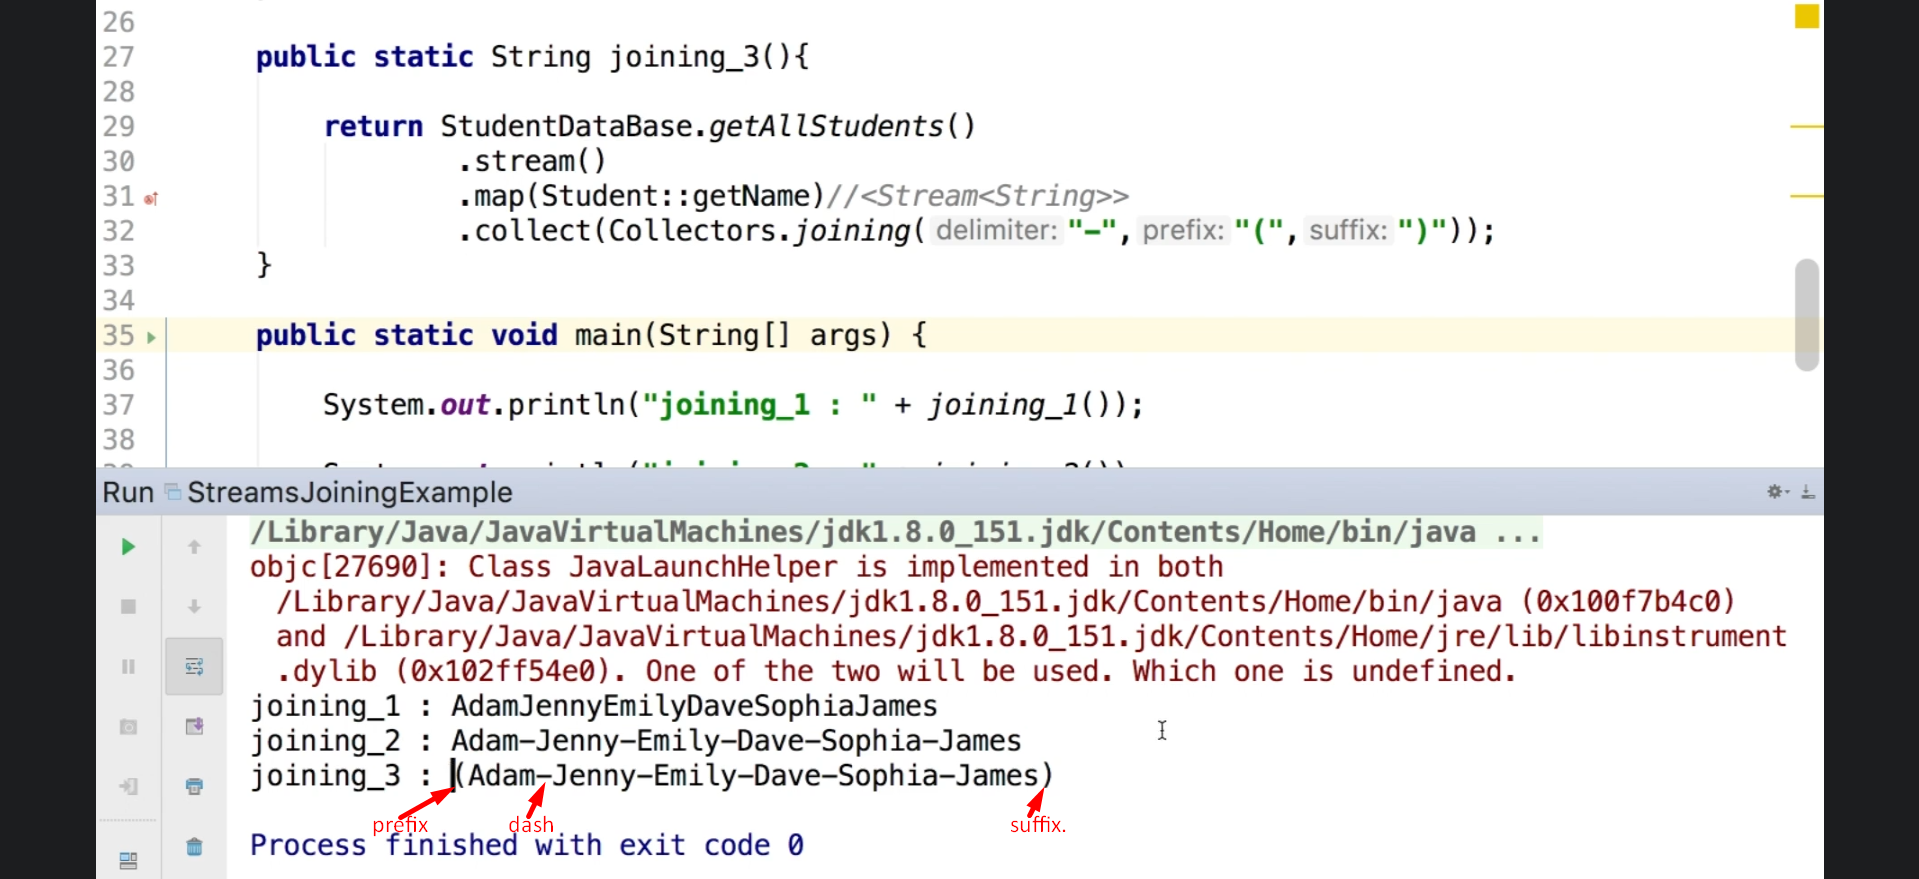 26
27 public static String joining_3(){
28
29 return StudentDataBase.getAllStudents()
30 .stream()
31 .map(Student::getName)//<Stream<String>>
32 .collect(Collectors.joining( delimiter: "-", prefix: "(", suffix: ")"));
33 }
34
35 public static void main(String[] args) {
36
37 System.out.println("joining_1 : " + joining_1());
38
Run StreamsJoiningExample
/Library/Java/JavaVirtualMachines/jdk1.8.0_151.jdk/Contents/Home/bin/java ...
objc[27690]: Class JavaLaunchHelper is implemented in both
/Library/Java/JavaVirtualMachines/jdk1.8.0_151.jdk/Contents/Home/bin/java (0x100f7b4c0)
and /Library/Java/JavaVirtualMachines/jdk1.8.0_151.jdk/Contents/Home/jre/lib/libinstrument
.dylib (0x102ff54e0). One of the two will be used. Which one is undefined.
joining_1 : AdamJennyEmilyDaveSophiaJames
joining_2 : Adam-Jenny-Emily-Dave-Sophia-James
joining_3 : (Adam-Jenny-Emily-Dave-Sophia-James)
prefix dash suffix.
Process finished with exit code 0